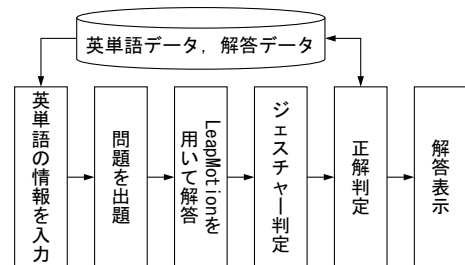 英単語データ，解答データ
英単語の情報を入力
問題を出題
LeapMotionを
用いて解答
ジェスチャー判定
正解判定
解答表示